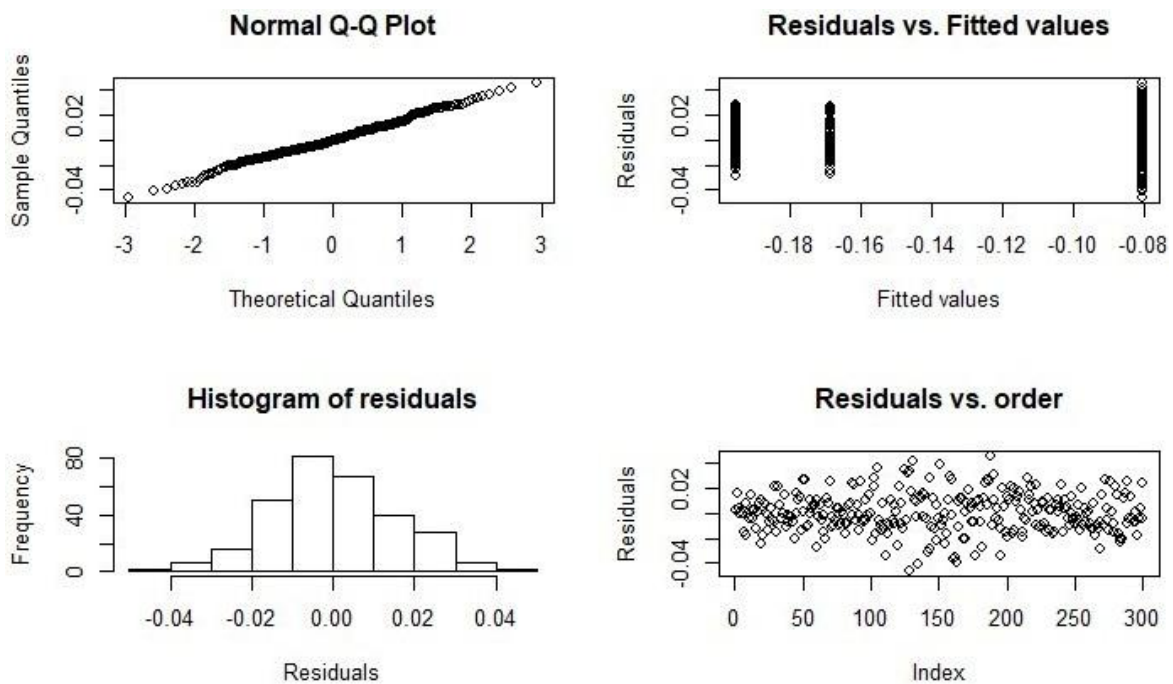 Normal Q-Q Plot
Sample Quantiles
0.02
-0.04
-3 -2 -1 0 1 2 3
Theoretical Quantiles
Residuals vs. Fitted values
Residuals
0.02
-0.04
-0.18 -0.16 -0.14 -0.12 -0.10 -0.08
Fitted values
Histogram of residuals
Frequency
80
40
0
-0.04 -0.02 0.00 0.02 0.04
Residuals
Residuals vs. order
Residuals
0.02
-0.04
0 50 100 150 200 250 300
Index